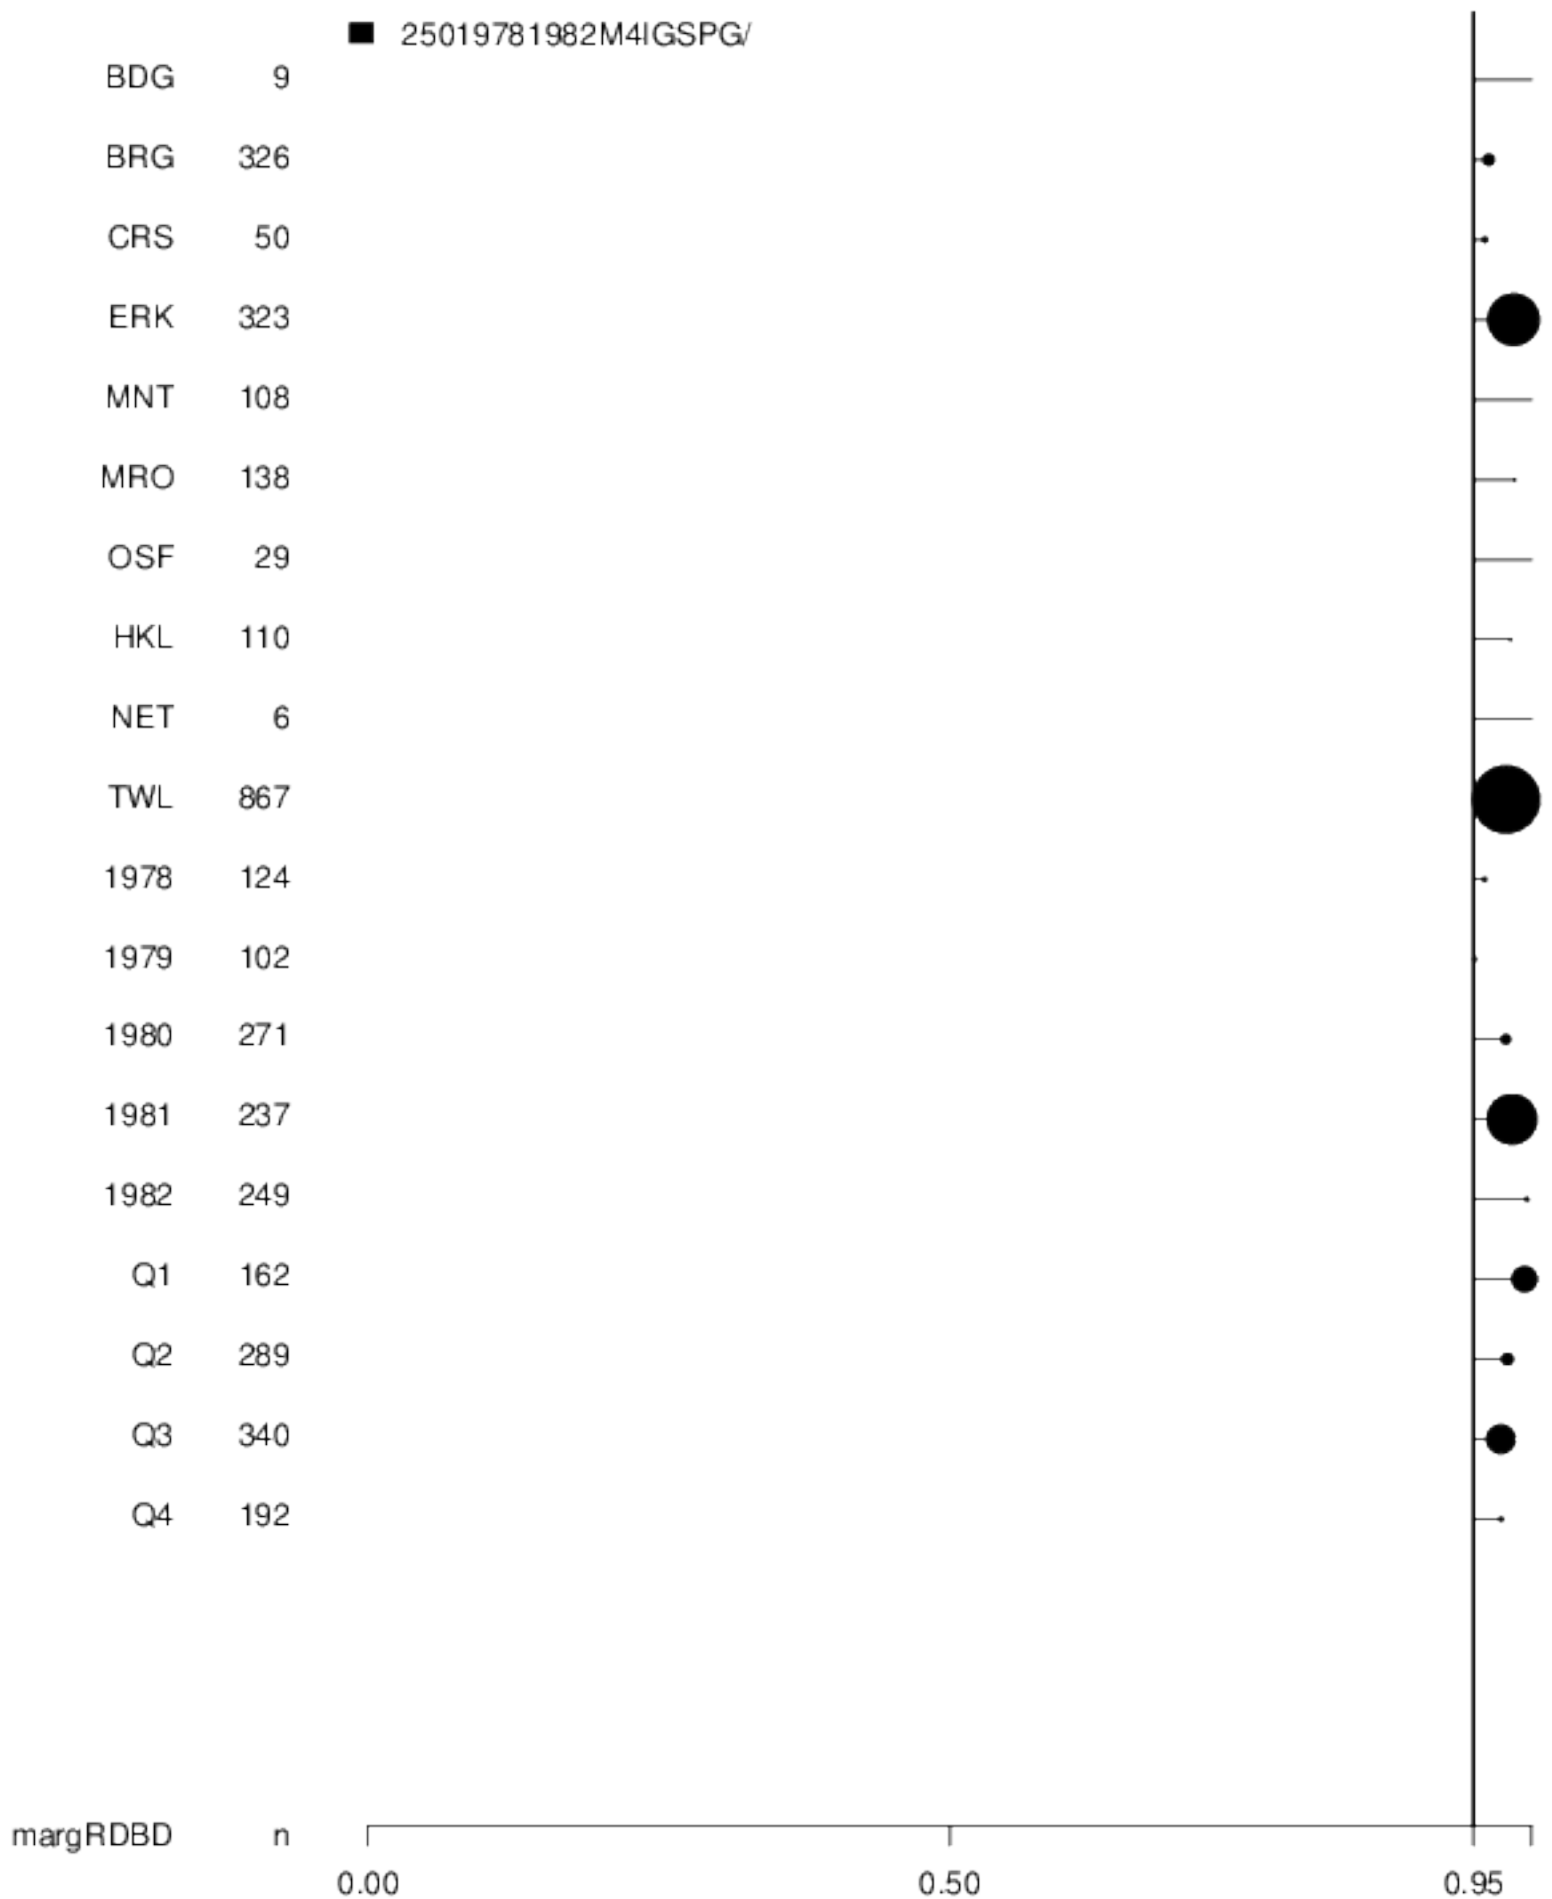 25019781982M4IGSPG/
BDG 9
BRG 326
CRS 50
ERK 323
MNT 108
MRO 138
OSF 29
HKL 110
NET 6
TWL 867
1978 124
1979 102
1980 271
1981 237
1982 249
Q1 162
Q2 289
Q3 340
Q4 192
margRDBD n
0.00 0.50 0.95